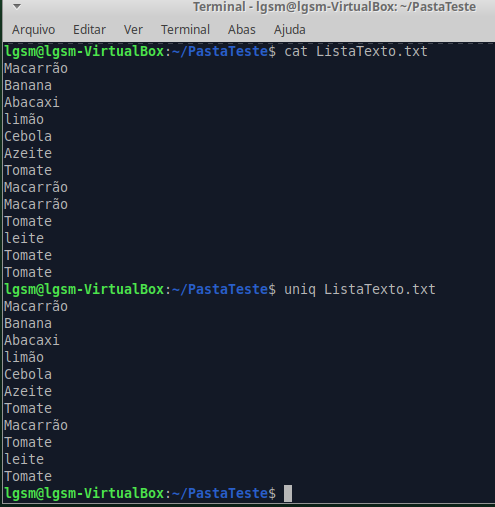 Terminal - lgsm@lgsm-VirtualBox: ~/PastaTeste
Arquivo Editar Ver Terminal Abas Ajuda
lgsm@lgsm-VirtualBox:~/PastaTeste$ cat ListaTexto.txt
Macarrão
Banana
Abacaxi
limão
Cebola
Azeite
Tomate
Macarrão
Macarrão
Tomate
leite
Tomate
Tomate
lgsm@lgsm-VirtualBox:~/PastaTeste$ uniq ListaTexto.txt
Macarrão
Banana
Abacaxi
limão
Cebola
Azeite
Tomate
Macarrão
Tomate
leite
Tomate
lgsm@lgsm-VirtualBox:~/PastaTeste$